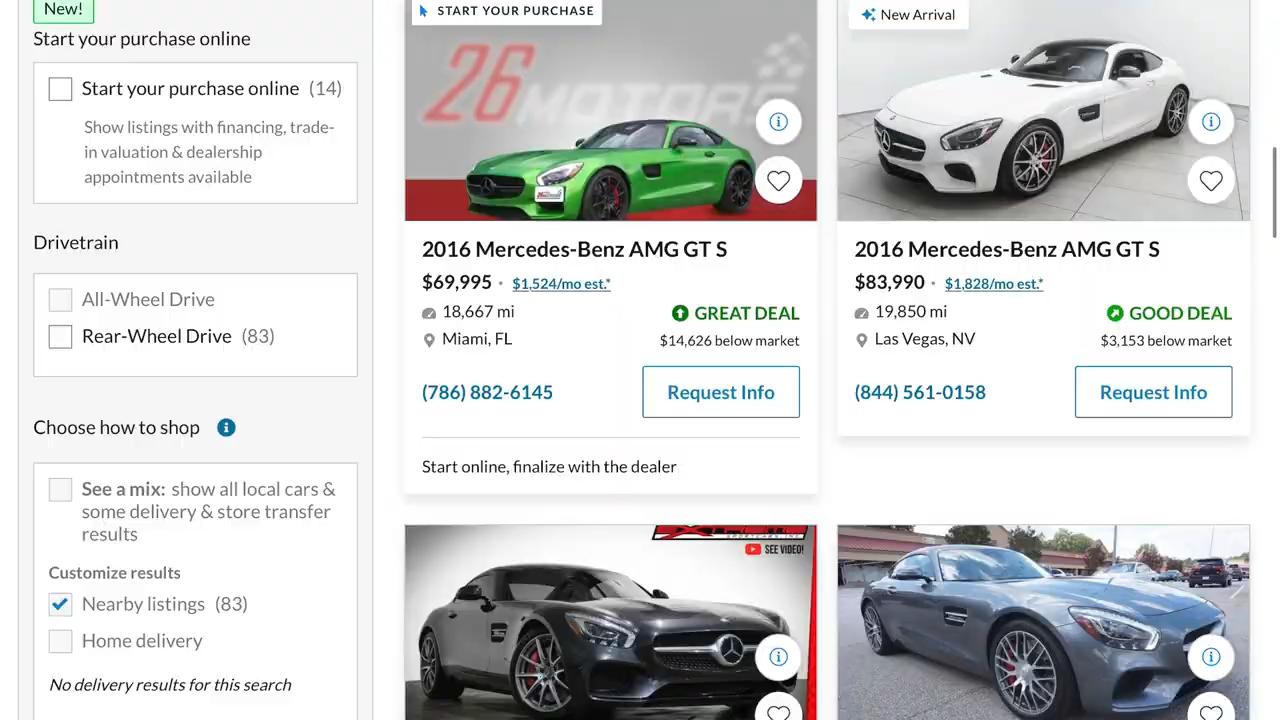 New!
Start your purchase online
Start your purchase online (14)
Show listings with financing, trade-
in valuation & dealership
appointments available
Drivetrain
All-Wheel Drive
Rear-Wheel Drive (83)
Choose how to shop
See a mix: show all local cars &
some delivery & store transfer
results
Customize results
Nearby listings (83)
Home delivery
No delivery results for this search
START YOUR PURCHASE
26 MOTORS
2016 Mercedes-Benz AMG GT S
$69,995 · $1,524/mo est.*
18,667 mi
GREAT DEAL
Miami, FL
$14,626 below market
(786) 882-6145
Request Info
Start online, finalize with the dealer
New Arrival
2016 Mercedes-Benz AMG GT S
$83,990 · $1,828/mo est.*
19,850 mi
GOOD DEAL
Las Vegas, NV
$3,153 below market
(844) 561-0158
Request Info
SEE VIDEO!